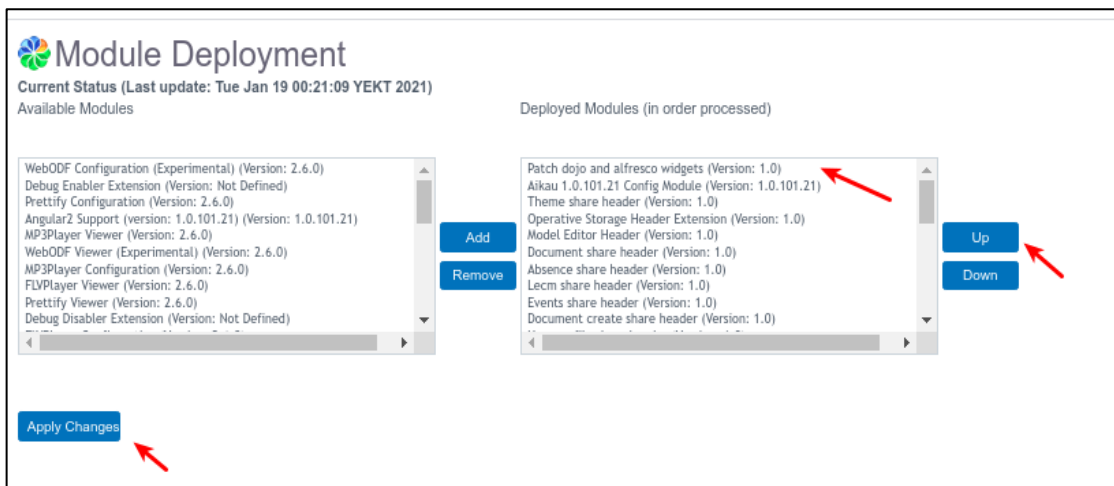 Module Deployment
Current Status (Last update: Tue Jan 19 00:21:09 YEKT 2021)
Available Modules
WebODF Configuration (Experimental) (Version: 2.6.0)
Debug Enabler Extension (Version: Not Defined)
Prettify Configuration (Version: 2.6.0)
Angular2 Support (version: 1.0.101.21) (Version: 1.0.101.21)
MP3Player Viewer (Version: 2.6.0)
WebODF Viewer (Experimental) (Version: 2.6.0)
MP3Player Configuration (Version: 2.6.0)
FLVPlayer Viewer (Version: 2.6.0)
Prettify Viewer (Version: 2.6.0)
Debug Disabler Extension (Version: Not Defined)
Add
Remove
Deployed Modules (in order processed)
Patch dojo and alfresco widgets (Version: 1.0)
Aikau 1.0.101.21 Config Module (Version: 1.0.101.21)
Theme share header (Version: 1.0)
Operative Storage Header Extension (Version: 1.0)
Model Editor Header (Version: 1.0)
Document share header (Version: 1.0)
Absence share header (Version: 1.0)
Lecm share header (Version: 1.0)
Events share header (Version: 1.0)
Document create share header (Version: 1.0)
Up
Down
Apply Changes